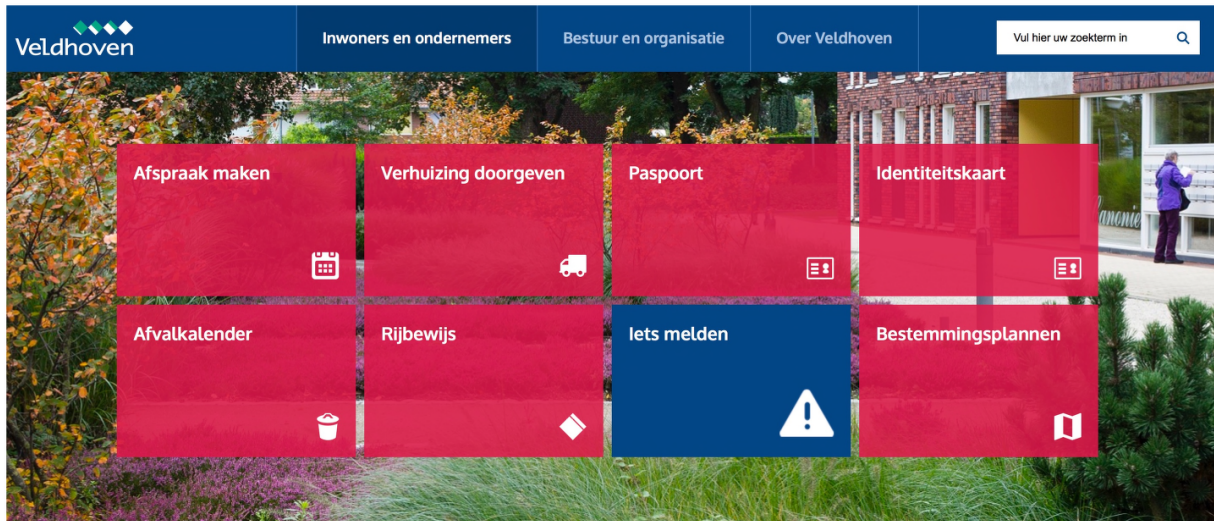 Veldhoven
Inwoners en ondernemers
Bestuur en organisatie
Over Veldhoven
Vul hier uw zoekterm in
Afspraak maken
Verhuizing doorgeven
Paspoort
Identiteitskaart
Afvalkalender
Rijbewijs
Iets melden
Bestemmingsplannen